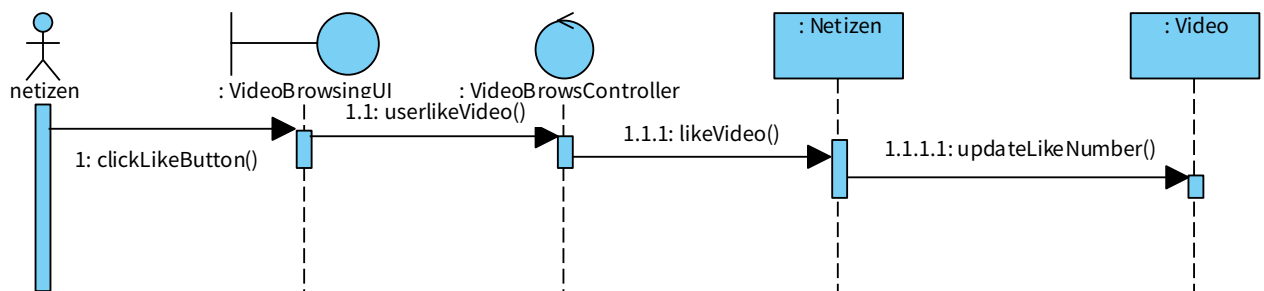 : Netizen
: Video
netizen
: VideoBrowsingUI
: VideoBrowsController
1.1: userlikeVideo()
1.1.1: likeVideo()
1.1.1.1: updateLikeNumber()
1: clickLikeButton()